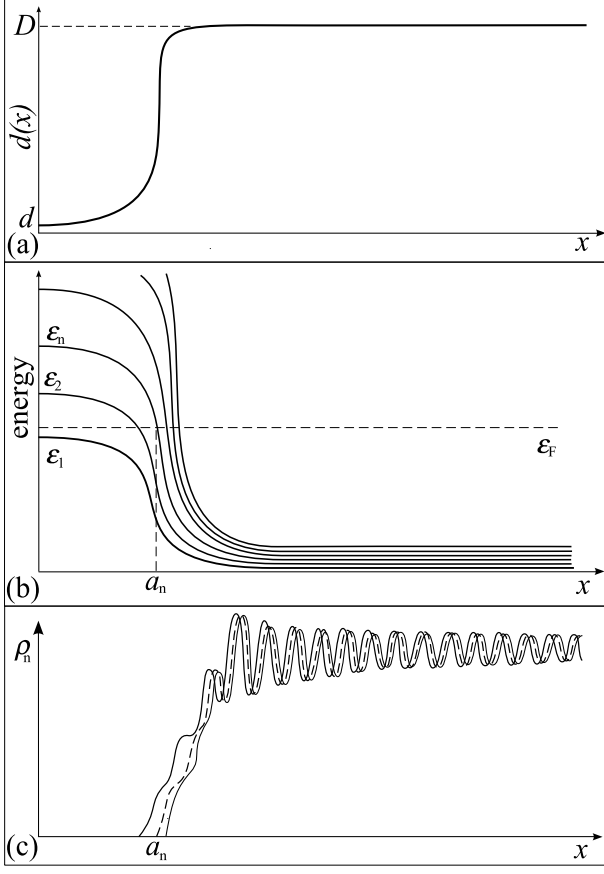 D
d(x)
d
(a)
x
energy
εn
ε2
ε1
εF
(b)
an
x
ρn
(c)
an
x